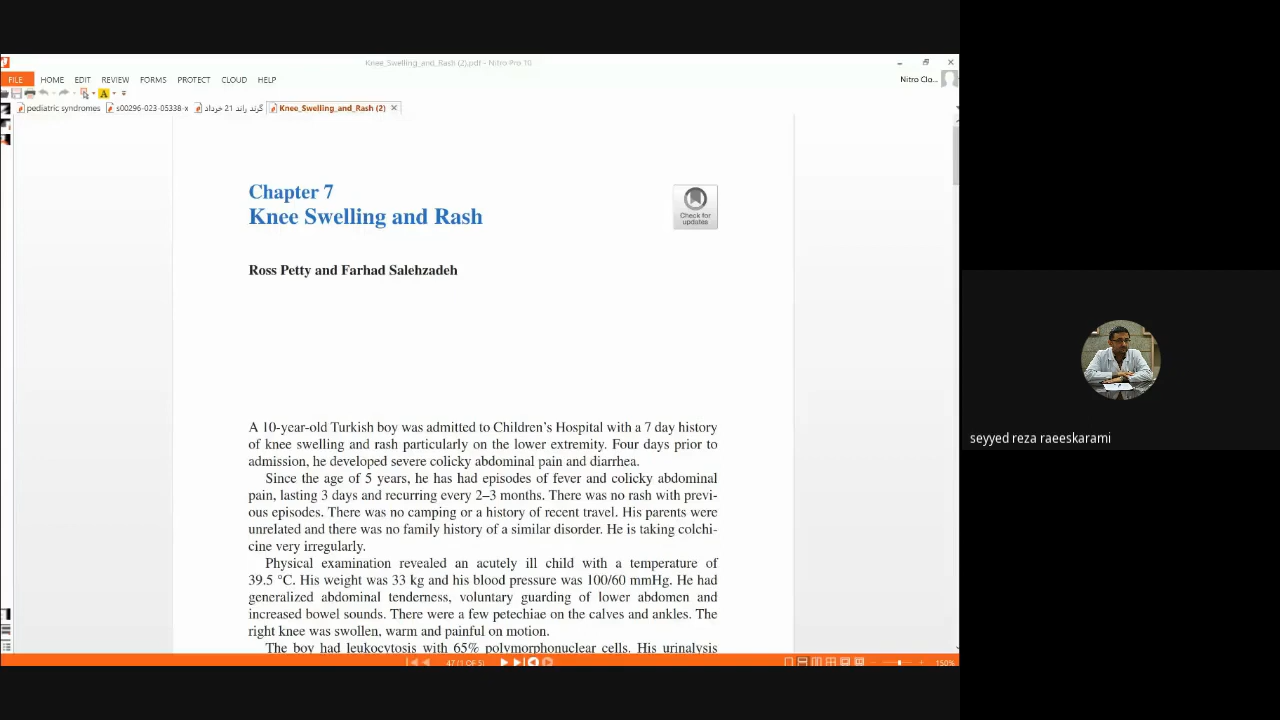 Knee_Swelling_and_Rash (2).pdf - Nitro Pro 10
FILE HOME EDIT REVIEW FORMS PROTECT CLOUD HELP
Nitro Clo...
pediatric syndromes s00296-023-05338-x گرند راند 21 خرداد Knee_Swelling_and_Rash (2)
Chapter 7
Knee Swelling and Rash
Check for
updates
Ross Petty and Farhad Salehzadeh
A 10-year-old Turkish boy was admitted to Children's Hospital with a 7 day history
of knee swelling and rash particularly on the lower extremity. Four days prior to
admission, he developed severe colicky abdominal pain and diarrhea.
Since the age of 5 years, he has had episodes of fever and colicky abdominal
pain, lasting 3 days and recurring every 2–3 months. There was no rash with previ-
ous episodes. There was no camping or a history of recent travel. His parents were
unrelated and there was no family history of a similar disorder. He is taking colchi-
cine very irregularly.
Physical examination revealed an acutely ill child with a temperature of
39.5 °C. His weight was 33 kg and his blood pressure was 100/60 mmHg. He had
generalized abdominal tenderness, voluntary guarding of lower abdomen and
increased bowel sounds. There were a few petechiae on the calves and ankles. The
right knee was swollen, warm and painful on motion.
The boy had leukocytosis with 65% polymorphonuclear cells. His urinalysis
47 (1 OF 5)
150%
seyyed reza raeeskarami